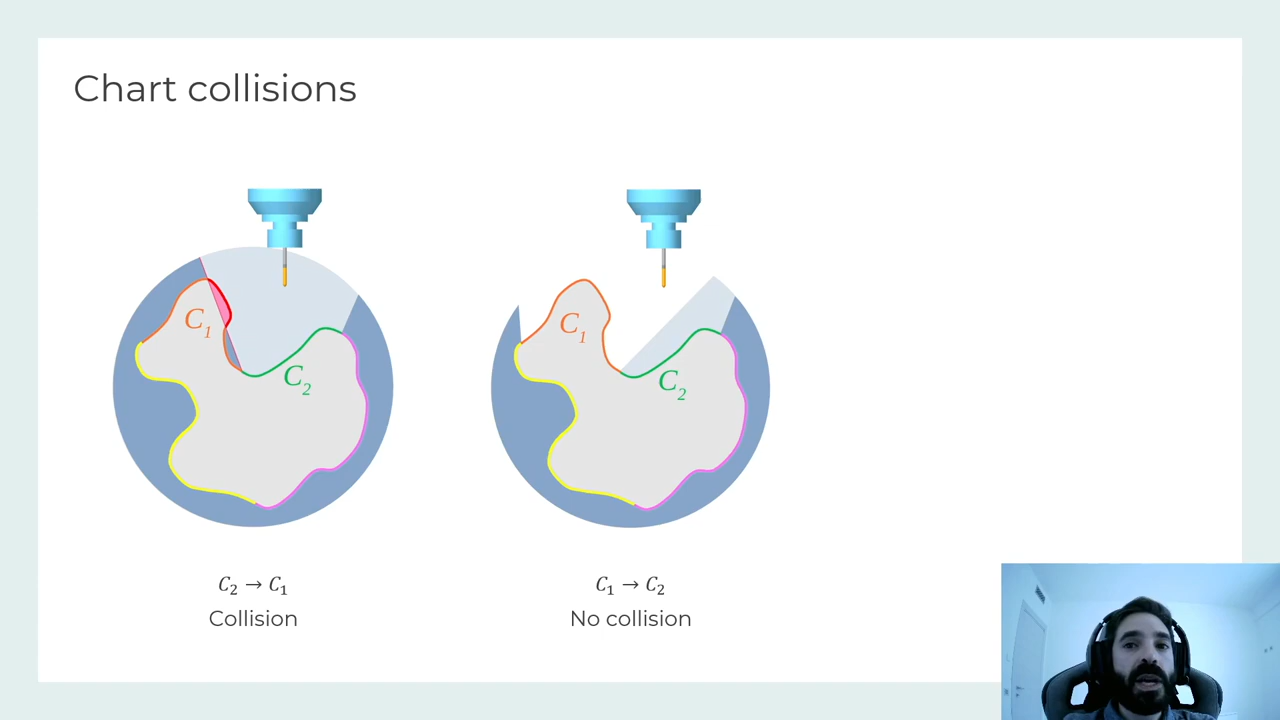 Chart collisions
C1
C2
C1
C2
C2 → C1
Collision
C1 → C2
No collision